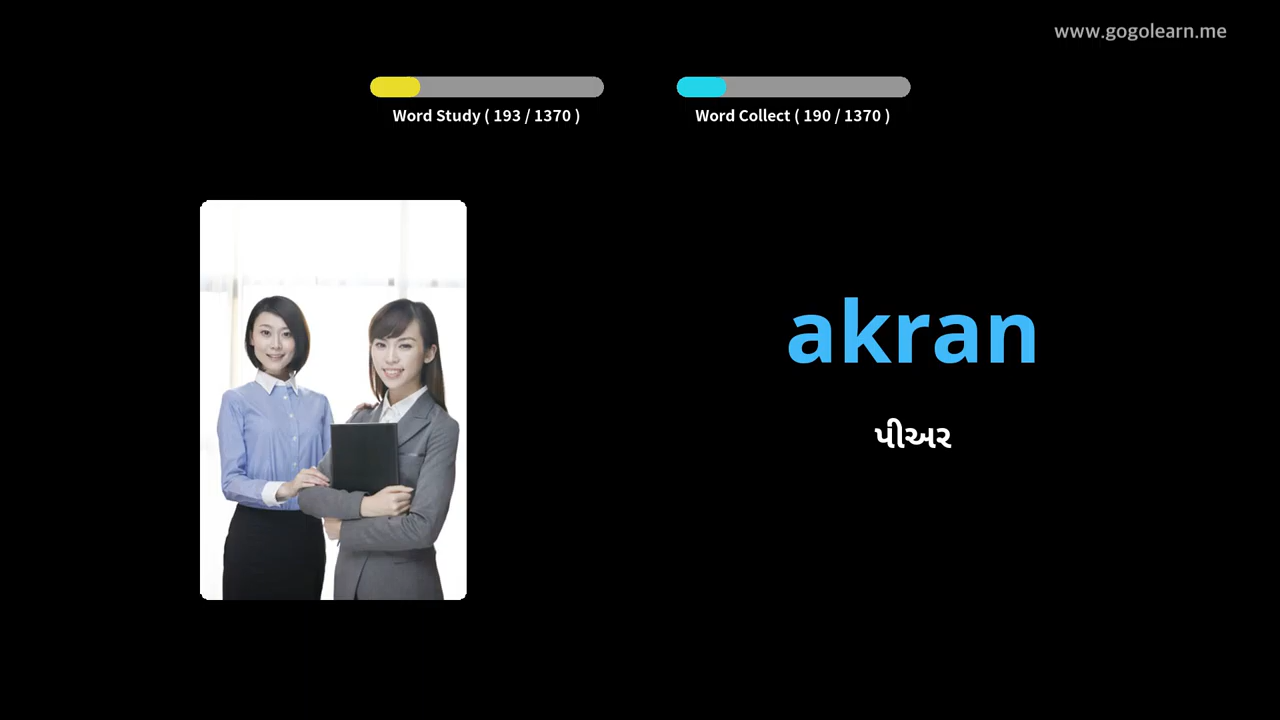 www.gogolearn.me
Word Study ( 193 / 1370 )
Word Collect ( 190 / 1370 )
akran
પીઅર